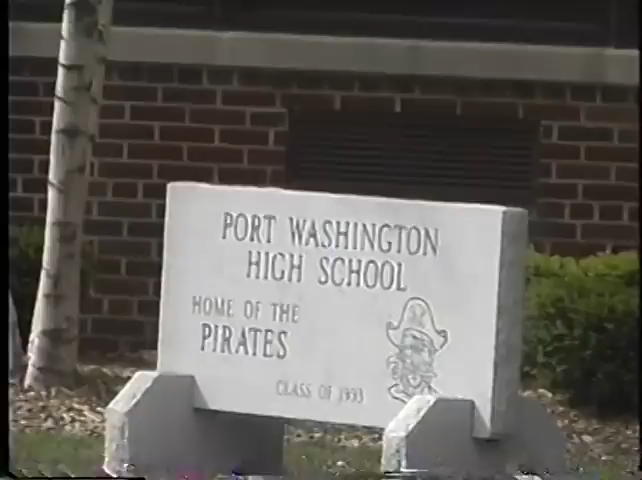 PORT WASHINGTON
HIGH SCHOOL
HOME OF THE
PIRATES
CLASS OF 1993